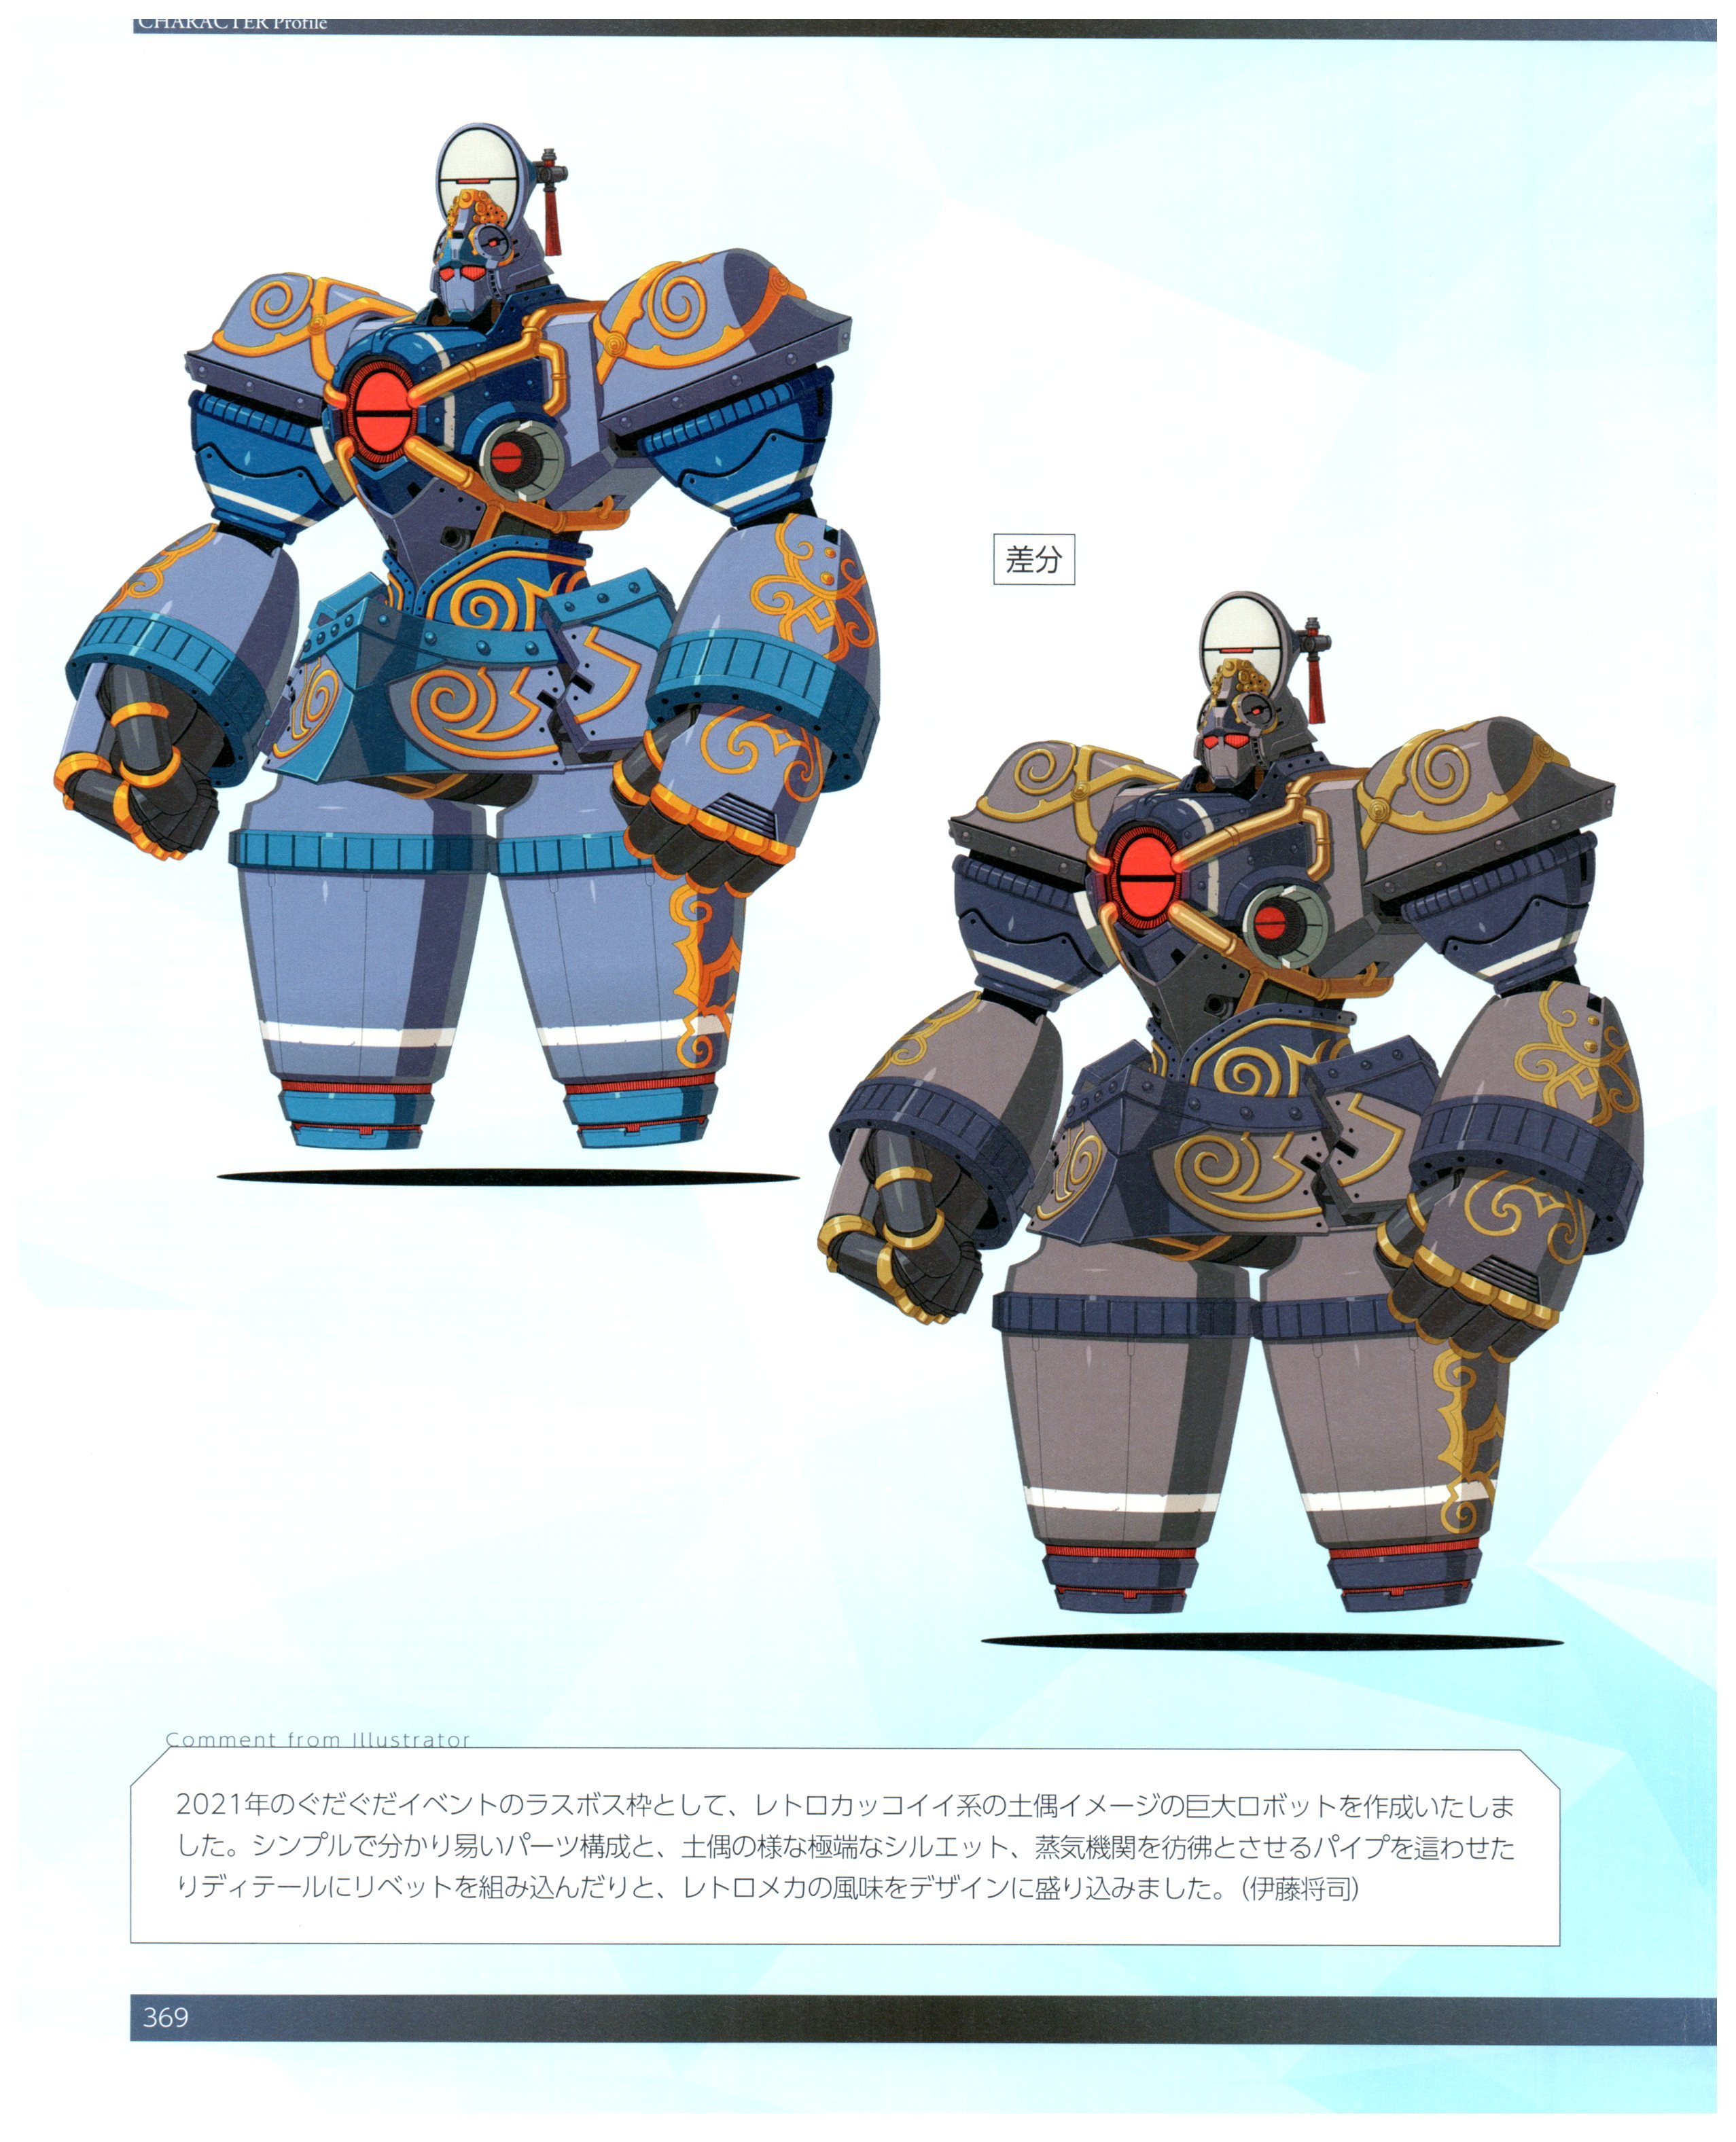 CHARACTER Profile
差分
Comment from Illustrator
2021年のぐだぐだイベントのラスボス枠として、レトロカッコイイ系の土偶イメージの巨大ロボットを作成いたしま
した。シンプルで分かり易いパーツ構成と、土偶の様な極端なシルエット、蒸気機関を彷彿とさせるパイプを這わせた
りディテールにリベットを組み込んだりと、レトロメカの風味をデザインに盛り込みました。（伊藤将司）
369